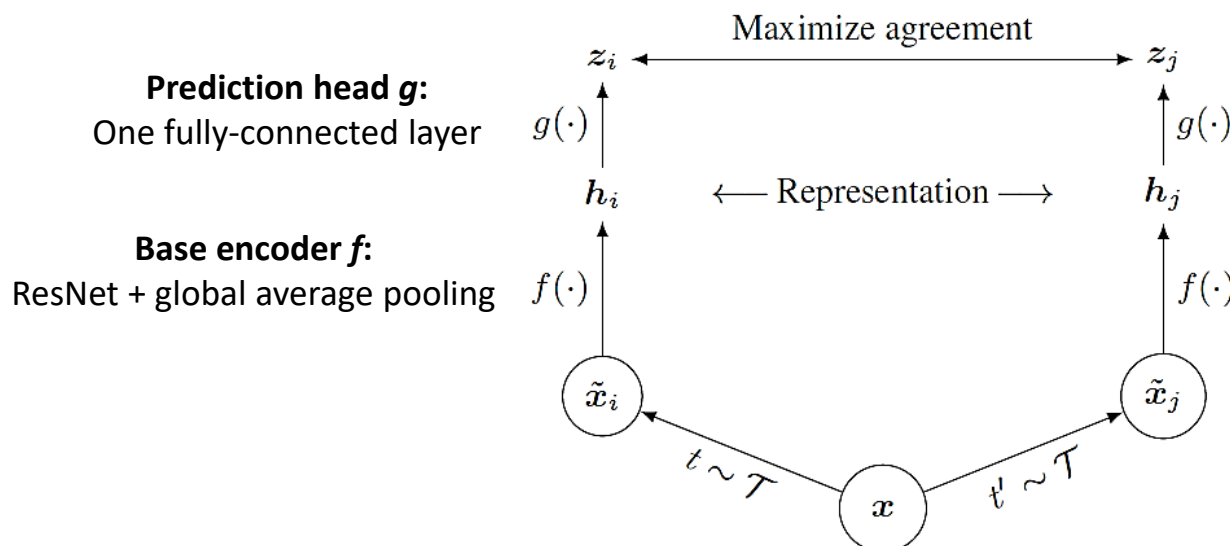 Maximize agreement
z_i z_j
Prediction head g:
One fully-connected layer
g(·) g(·)
h_i ← Representation → h_j
Base encoder f:
ResNet + global average pooling
f(·) f(·)
x̃_i x̃_j
t ~ 𝒯 t' ~ 𝒯
x